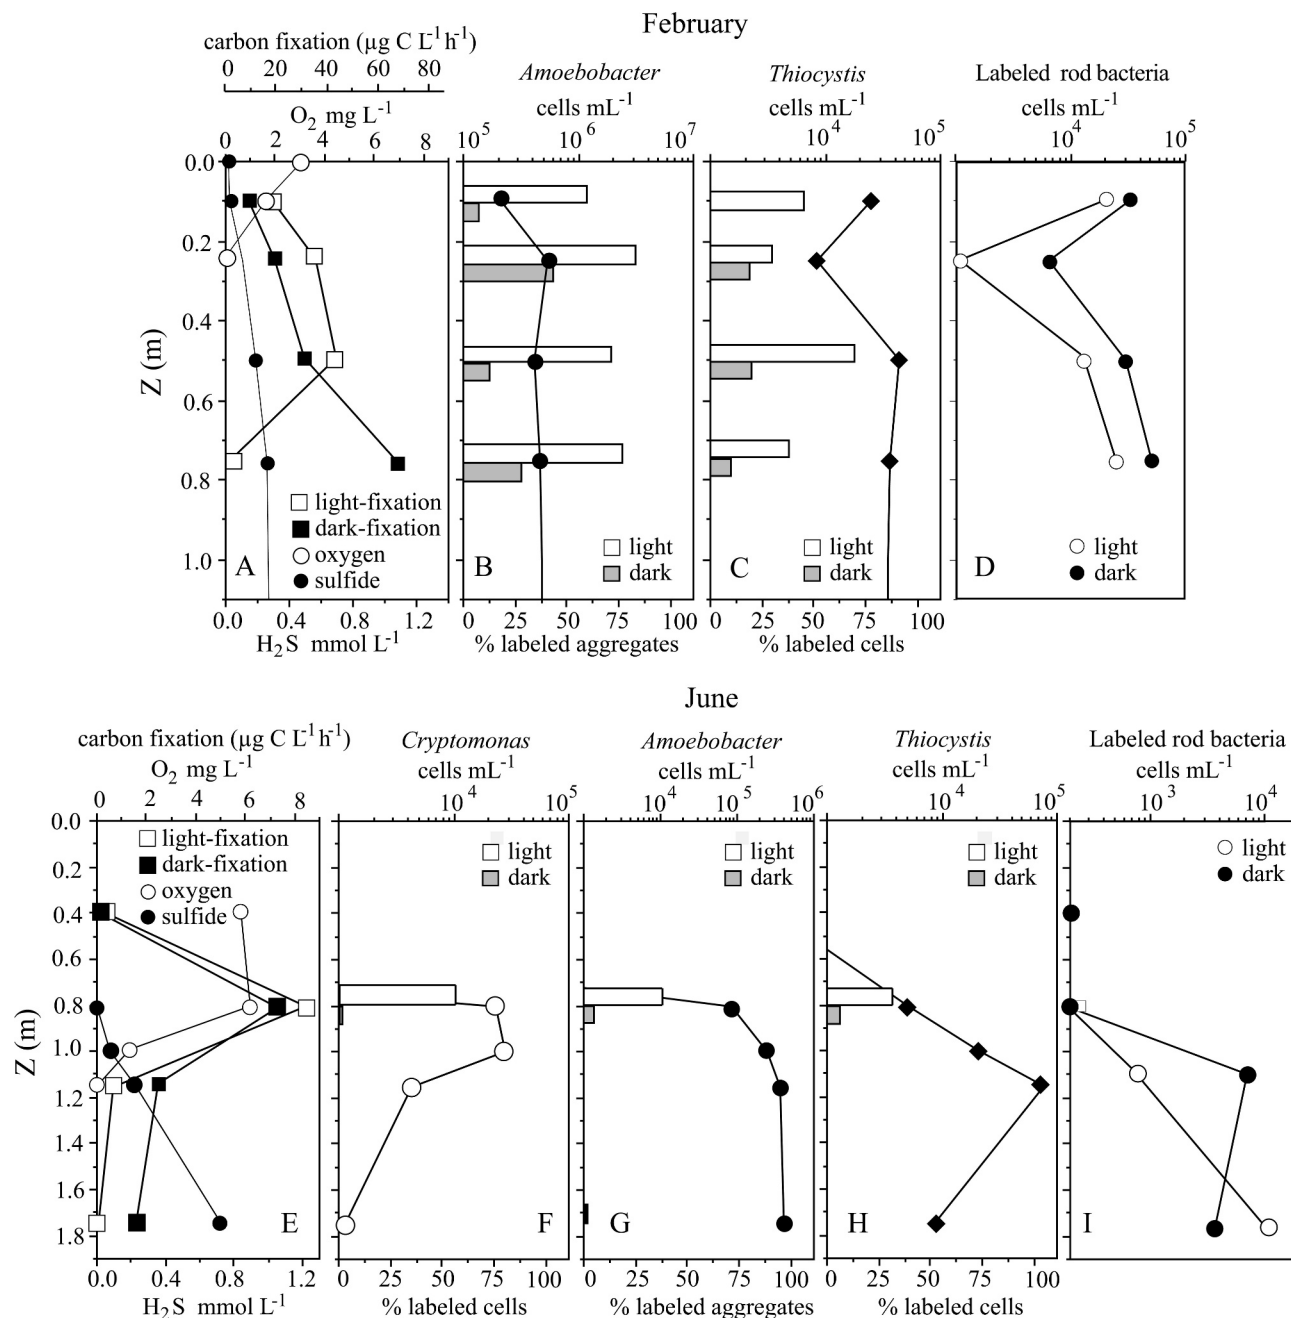 February
carbon fixation (µg C L-1 h-1)
0 20 40 60 80
O2 mg L-1
0 2 4 6 8
Amoebobacter
cells mL-1
10^5 10^6 10^7
Thiocystis
cells mL-1
10^4 10^5
Labeled rod bacteria
cells mL-1
10^4 10^5
Z (m)
0.0
0.2
0.4
0.6
0.8
1.0
light-fixation
dark-fixation
oxygen
sulfide
A
light
dark
B
light
dark
C
light
dark
D
0.0 0.4 0.8 1.2
H2S mmol L-1
0 25 50 75 100
% labeled aggregates
0 25 50 75 100
% labeled cells
June
carbon fixation (µg C L-1 h-1)
O2 mg L-1
0 2 4 6 8
Cryptomonas
cells mL-1
10^4 10^5
Amoebobacter
cells mL-1
10^4 10^5 10^6
Thiocystis
cells mL-1
10^4 10^5
Labeled rod bacteria
cells mL-1
10^3 10^4
Z (m)
0.0
0.2
0.4
0.6
0.8
1.0
1.2
1.4
1.6
1.8
light-fixation
dark-fixation
oxygen
sulfide
E
light
dark
F
light
dark
G
light
dark
H
light
dark
I
0.0 0.4 0.8 1.2
H2S mmol L-1
0 25 50 75 100
% labeled cells
0 25 50 75 100
% labeled aggregates
0 25 50 75 100
% labeled cells